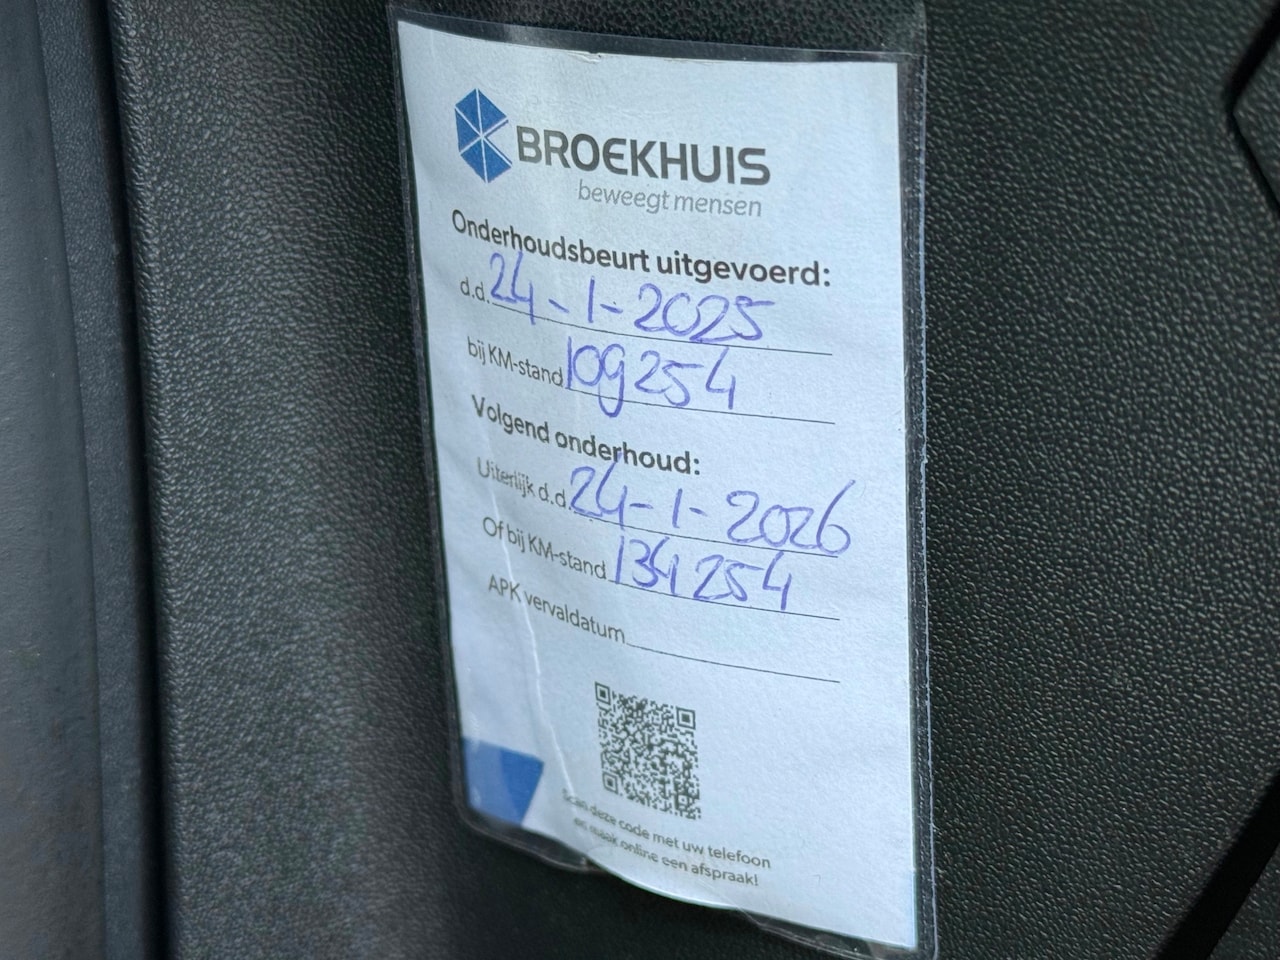 BROEKHUIS
beweegt mensen
Onderhoudsbeurt uitgevoerd:
d.d. 24-1-2025
bij KM-stand 109254
Volgend onderhoud:
Uiterlijk d.d. 24-1-2026
Of bij KM-stand 134254
APK vervaldatum
Scan deze code met uw telefoon
en maak online een afspraak!